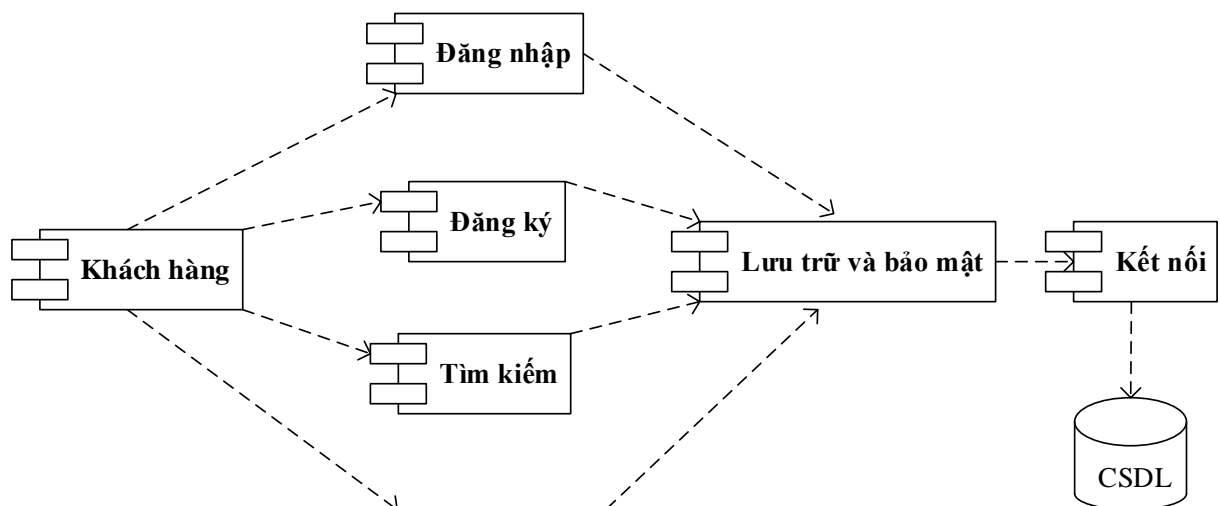 Đăng nhập
Đăng ký
Khách hàng
Lưu trữ và bảo mật
Kết nối
Tìm kiếm
CSDL